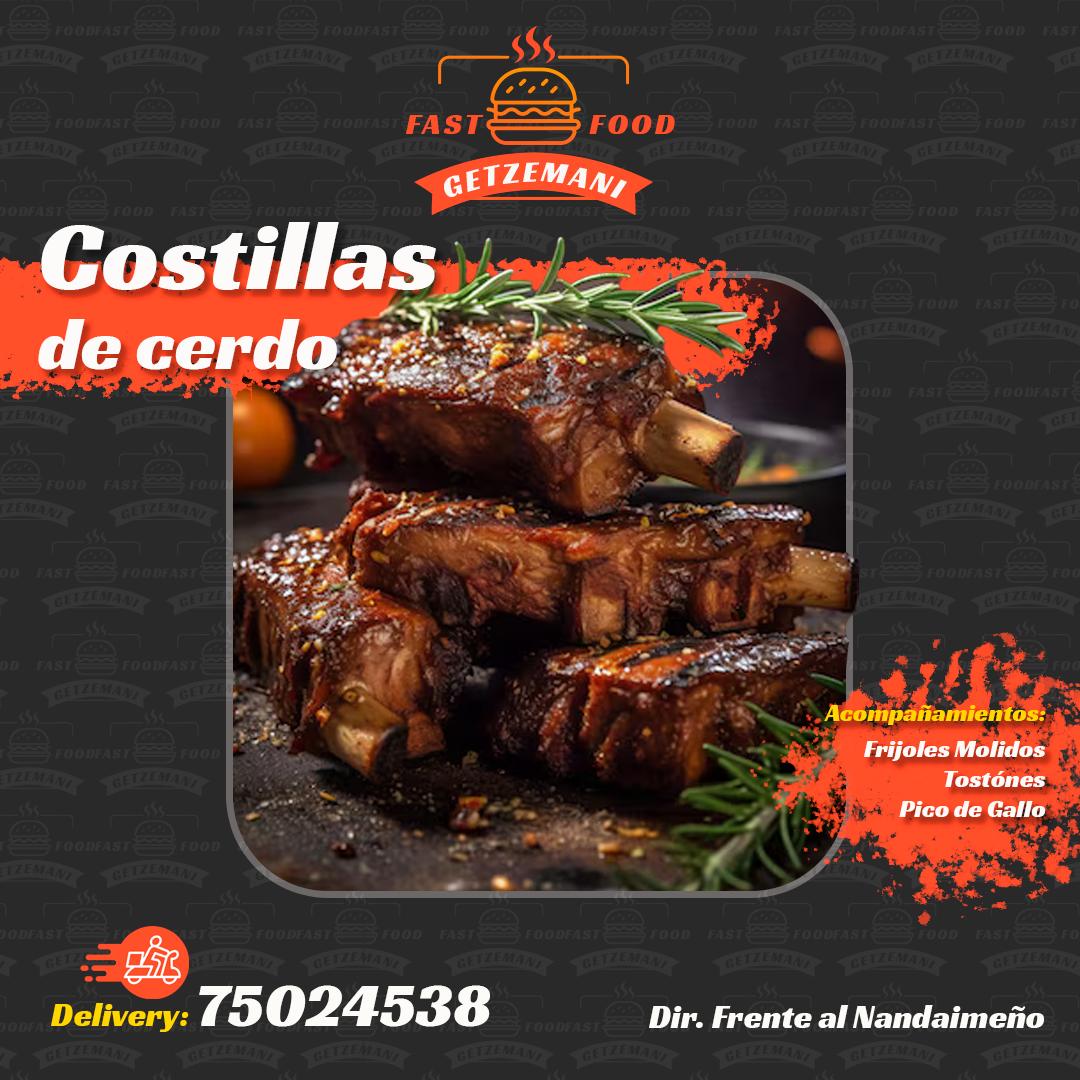 FAST FOOD
GETZEMANI
Costillas
de cerdo
Acompañamientos:
Frijoles Molidos
Tostónes
Pico de Gallo
Delivery: 75024538
Dir. Frente al Nandaimeño